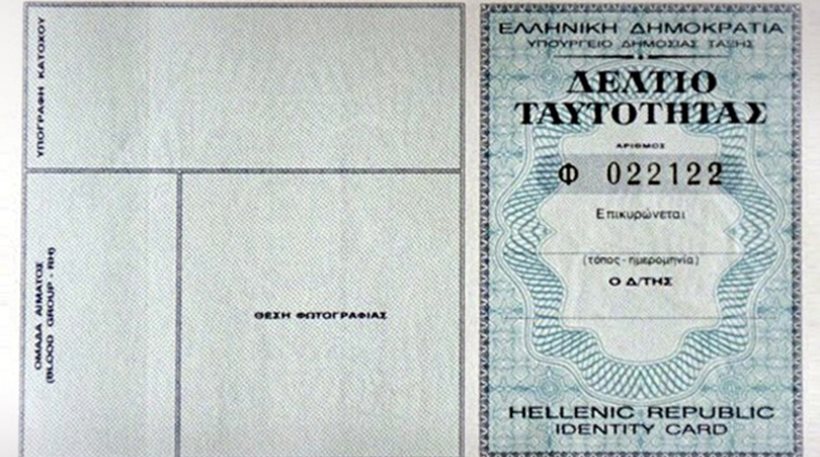 ΥΠΟΓΡΑΦΗ ΚΑΤΟΧΟΥ
ΟΜΑΔΑ ΑΙΜΑΤΟΣ
(BLOOD GROUP - RH)
ΘΕΣΗ ΦΩΤΟΓΡΑΦΙΑΣ
ΕΛΛΗΝΙΚΗ ΔΗΜΟΚΡΑΤΙΑ
ΥΠΟΥΡΓΕΙΟ ΔΗΜΟΣΙΑΣ ΤΑΞΗΣ
ΔΕΛΤΙΟ
ΤΑΥΤΟΤΗΤΑΣ
ΑΡΙΘΜΟΣ
Φ 022122
Επικυρώνεται
(τόπος - ημερομηνία)
Ο Δ/ΤΗΣ
HELLENIC REPUBLIC
IDENTITY CARD